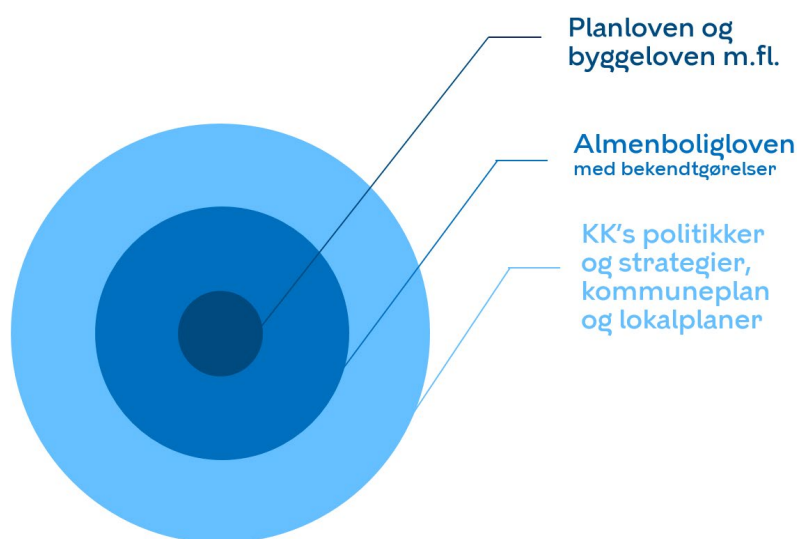 Planloven og
byggeloven m.fl.
Almenboligloven
med bekendtgørelser
KK's politikker
og strategier,
kommuneplan
og lokalplaner